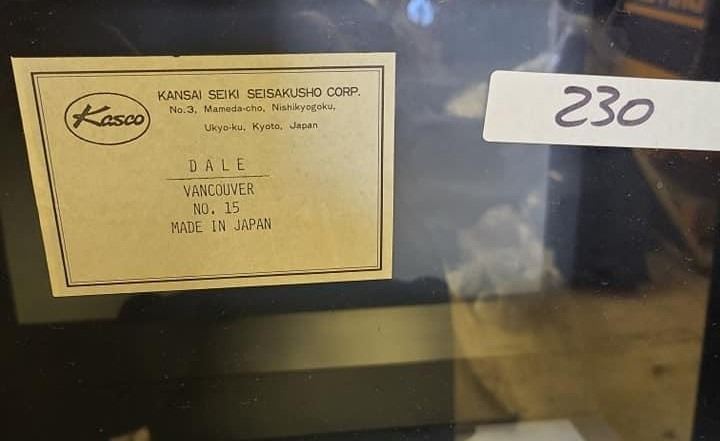 Kasco
KANSAI SEIKI SEISAKUSHO CORP.
No.3, Mameda-cho, Nishikyogoku,
Ukyo-ku, Kyoto, Japan
DALE
VANCOUVER
NO. 15
MADE IN JAPAN
230